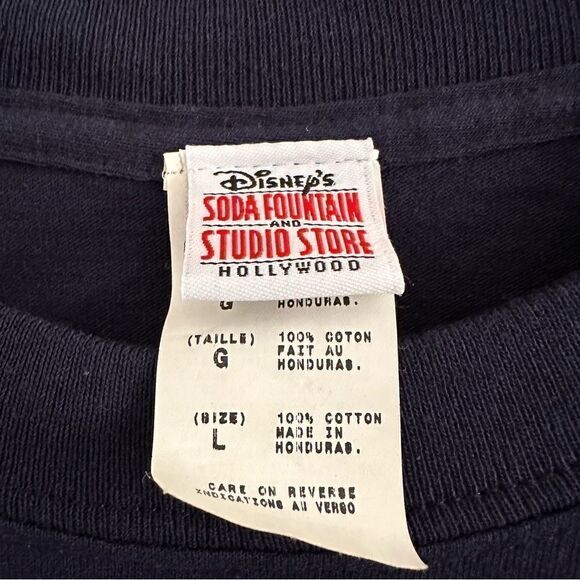 DISNEY'S
SODA FOUNTAIN
AND
STUDIO STORE
HOLLYWOOD
G HONDURAS.
(TAILLE) 100% COTON
G FAIT AU
HONDURAS.
(SIZE) 100% COTTON
L MADE IN
HONDURAS.
CARE ON REVERSE
INDICATIONS AU VERSO